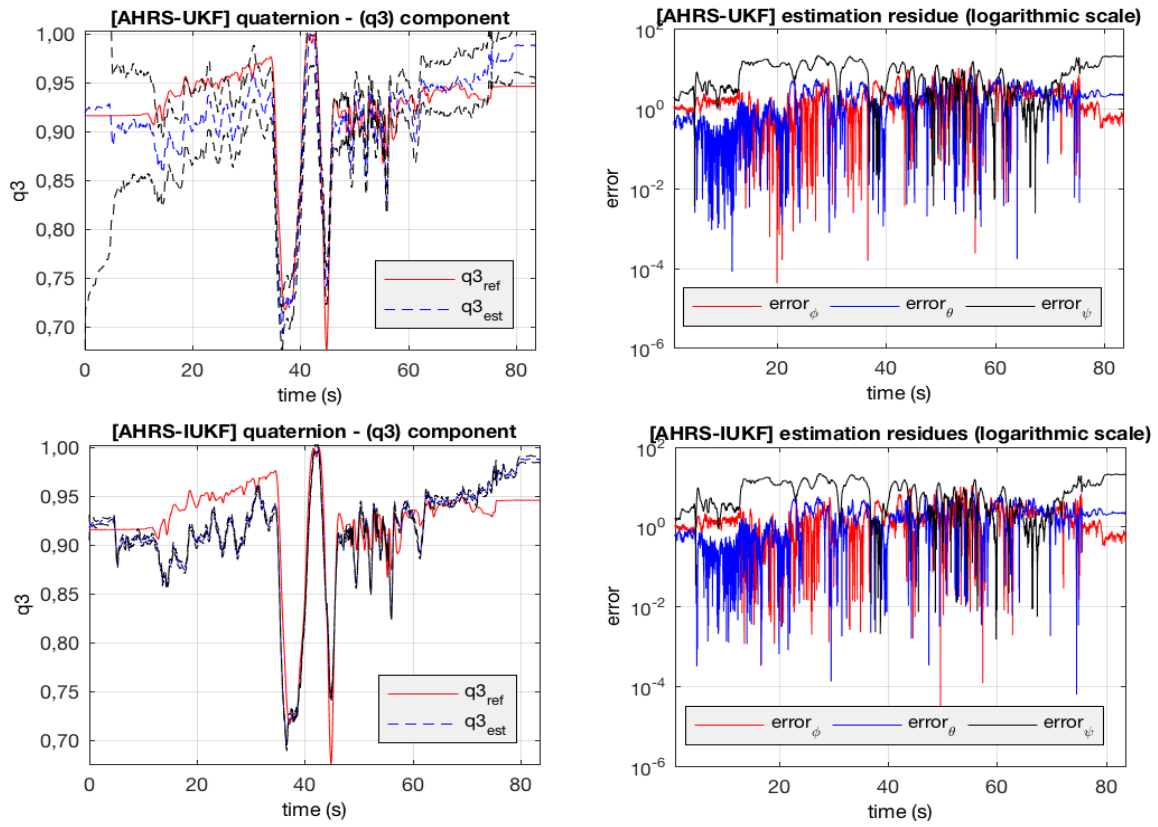 [AHRS-UKF] quaternion - (q3) component
1,00
0,95
0,90
0,85
0,80
0,75
0,70
q3
q3ref
q3est
0 20 40 60 80
time (s)
[AHRS-UKF] estimation residue (logarithmic scale)
10^2
10^0
10^-2
10^-4
10^-6
error
errorϕ errorθ errorψ
20 40 60 80
time (s)
[AHRS-IUKF] quaternion - (q3) component
1,00
0,95
0,90
0,85
0,80
0,75
0,70
q3
q3ref
q3est
0 20 40 60 80
time (s)
[AHRS-IUKF] estimation residues (logarithmic scale)
10^2
10^0
10^-2
10^-4
10^-6
error
errorϕ errorθ errorψ
20 40 60 80
time (s)